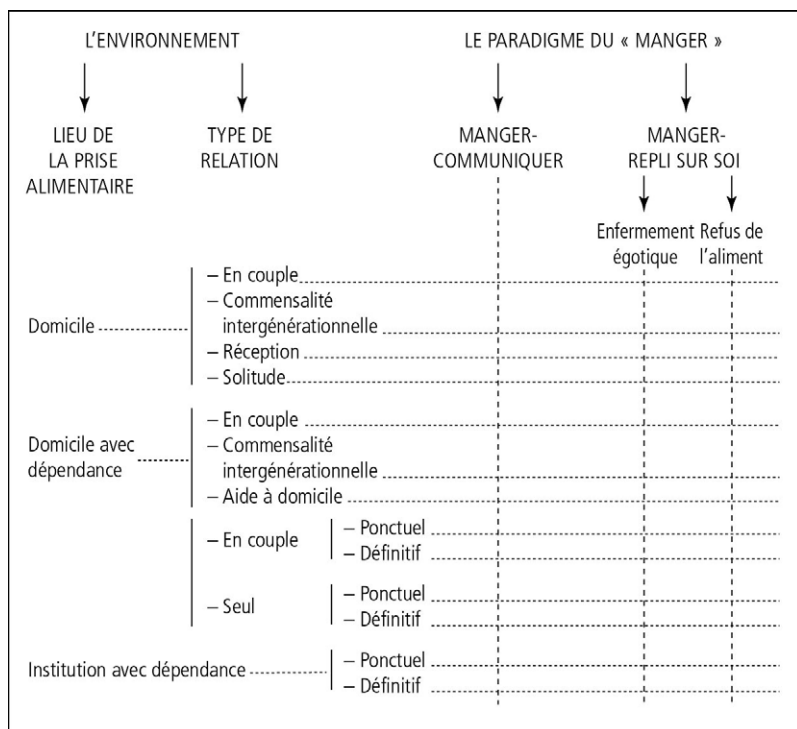 L'ENVIRONNEMENT
LE PARADIGME DU « MANGER »
LIEU DE
LA PRISE
ALIMENTAIRE
TYPE DE
RELATION
MANGER-
COMMUNIQUER
MANGER-
REPLI SUR SOI
Enfermement
égotique
Refus de
l'aliment
Domicile
– En couple
– Commensalité
intergénérationnelle
– Réception
– Solitude
Domicile avec
dépendance
– En couple
– Commensalité
intergénérationnelle
– Aide à domicile
– En couple
– Ponctuel
– Définitif
– Seul
– Ponctuel
– Définitif
Institution avec dépendance
– Ponctuel
– Définitif